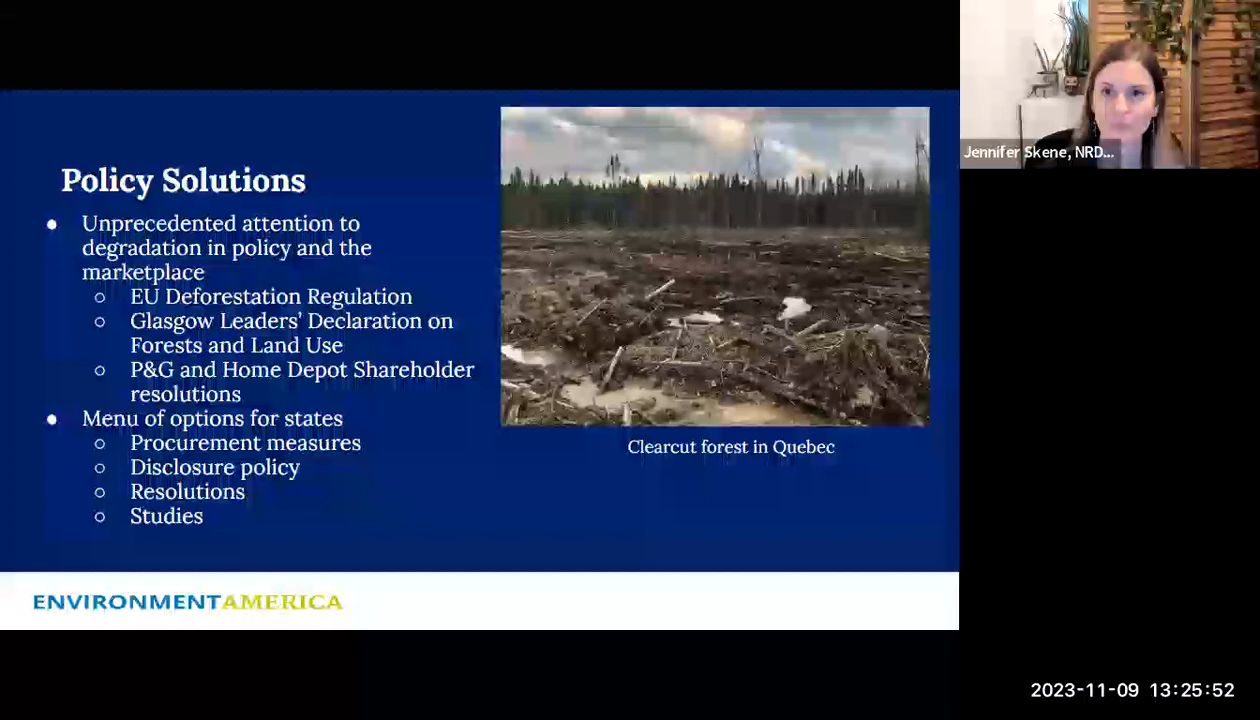 Policy Solutions
● Unprecedented attention to
degradation in policy and the
marketplace
○ EU Deforestation Regulation
○ Glasgow Leaders’ Declaration on
Forests and Land Use
○ P&G and Home Depot Shareholder
resolutions
● Menu of options for states
○ Procurement measures
○ Disclosure policy
○ Resolutions
○ Studies
Clearcut forest in Quebec
ENVIRONMENTAMERICA
Jennifer Skene, NRD...
2023-11-09 13:25:52